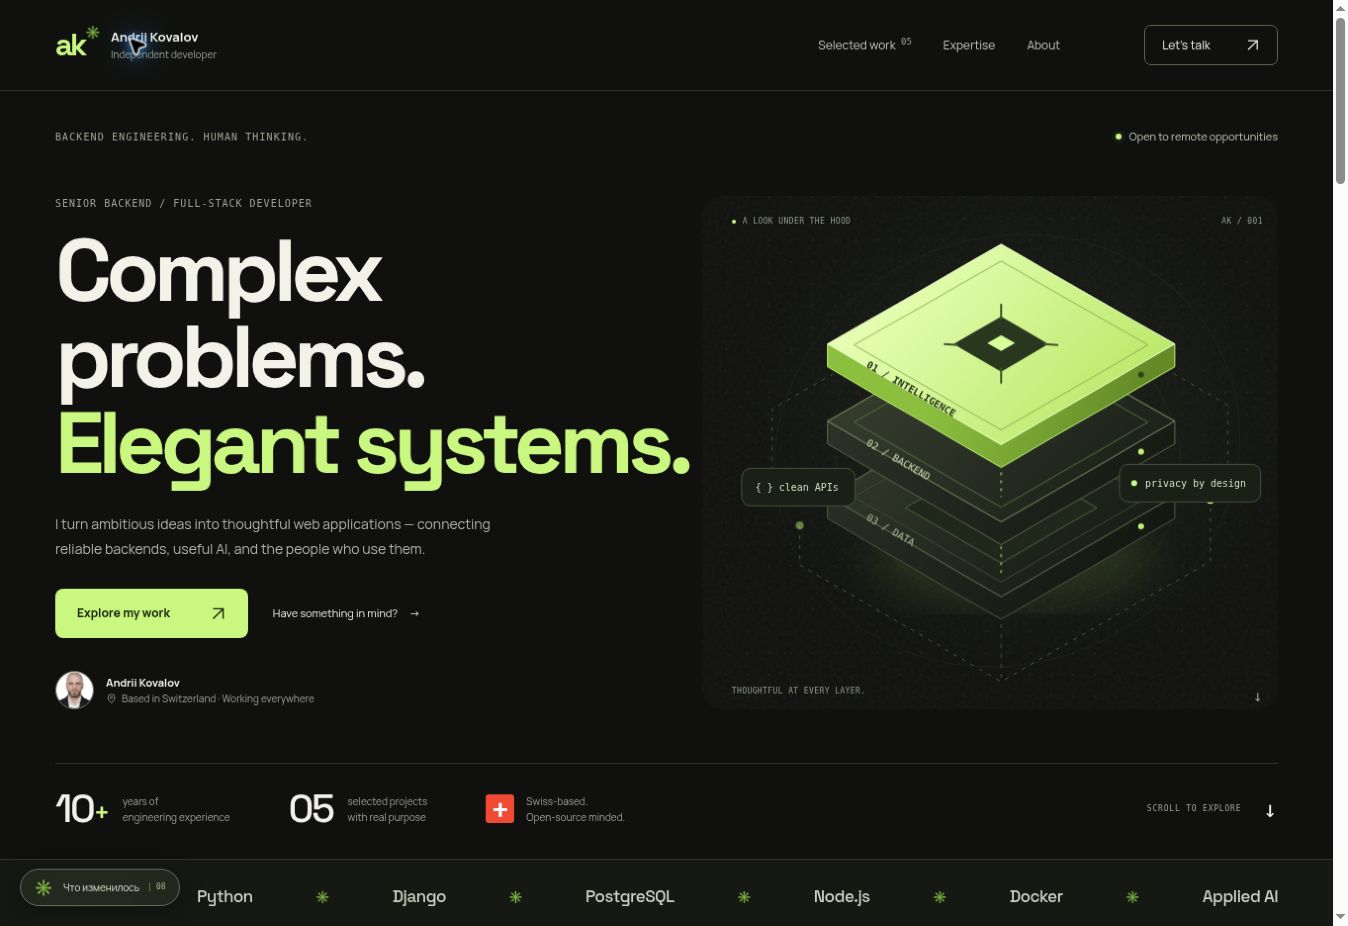 ak
Andrii Kovalov
Independent developer
Selected work 05
Expertise
About
Let's talk
BACKEND ENGINEERING. HUMAN THINKING.
Open to remote opportunities
SENIOR BACKEND / FULL-STACK DEVELOPER
Complex
problems.
Elegant systems.
I turn ambitious ideas into thoughtful web applications — connecting
reliable backends, useful AI, and the people who use them.
Explore my work
Have something in mind? →
Andrii Kovalov
Based in Switzerland · Working everywhere
A LOOK UNDER THE HOOD
AK / 001
01 / INTELLIGENCE
02 / BACKEND
03 / DATA
{ } clean APIs
privacy by design
THOUGHTFUL AT EVERY LAYER.
↓
10+
years of
engineering experience
05
selected projects
with real purpose
Swiss-based.
Open-source minded.
SCROLL TO EXPLORE ↓
Что изменилось | 08
Python
Django
PostgreSQL
Node.js
Docker
Applied AI